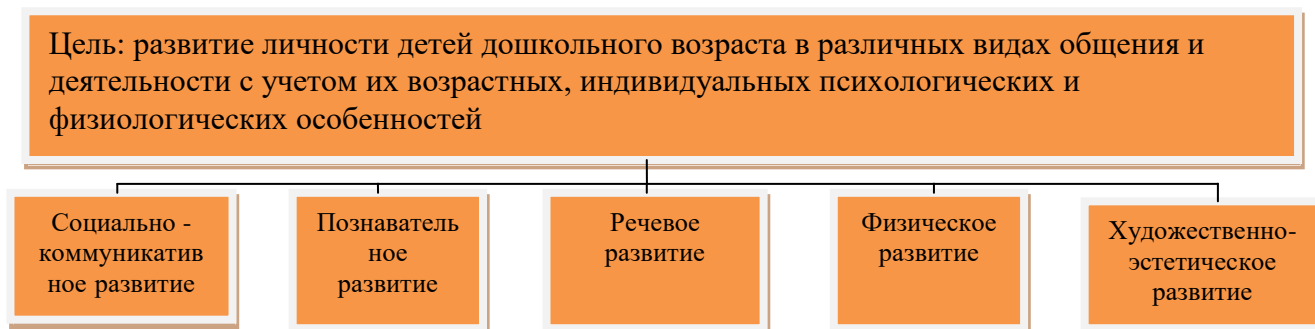 Цель: развитие личности детей дошкольного возраста в различных видах общения и
деятельности с учетом их возрастных, индивидуальных психологических и
физиологических особенностей
Социально -
коммуникатив
ное развитие
Познаватель
ное
развитие
Речевое
развитие
Физическое
развитие
Художественно-
эстетическое
развитие